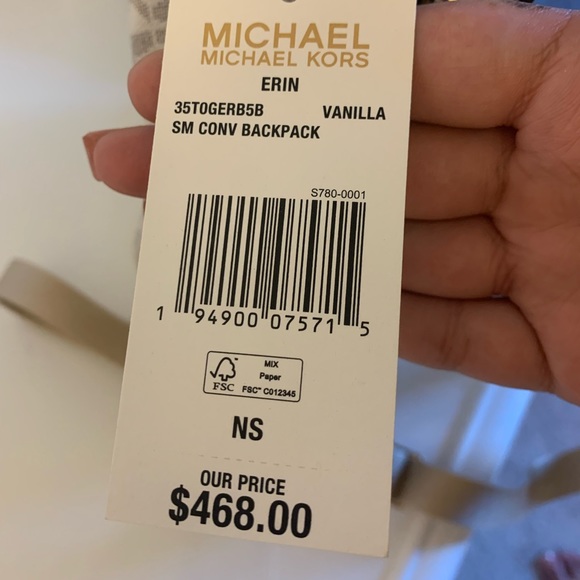 MICHAEL
MICHAEL KORS
ERIN
35T0GERB5B VANILLA
SM CONV BACKPACK
S780-0001
1 94900 07571 5
FSC
MIX
Paper
FSC™ C012345
NS
OUR PRICE
$468.00